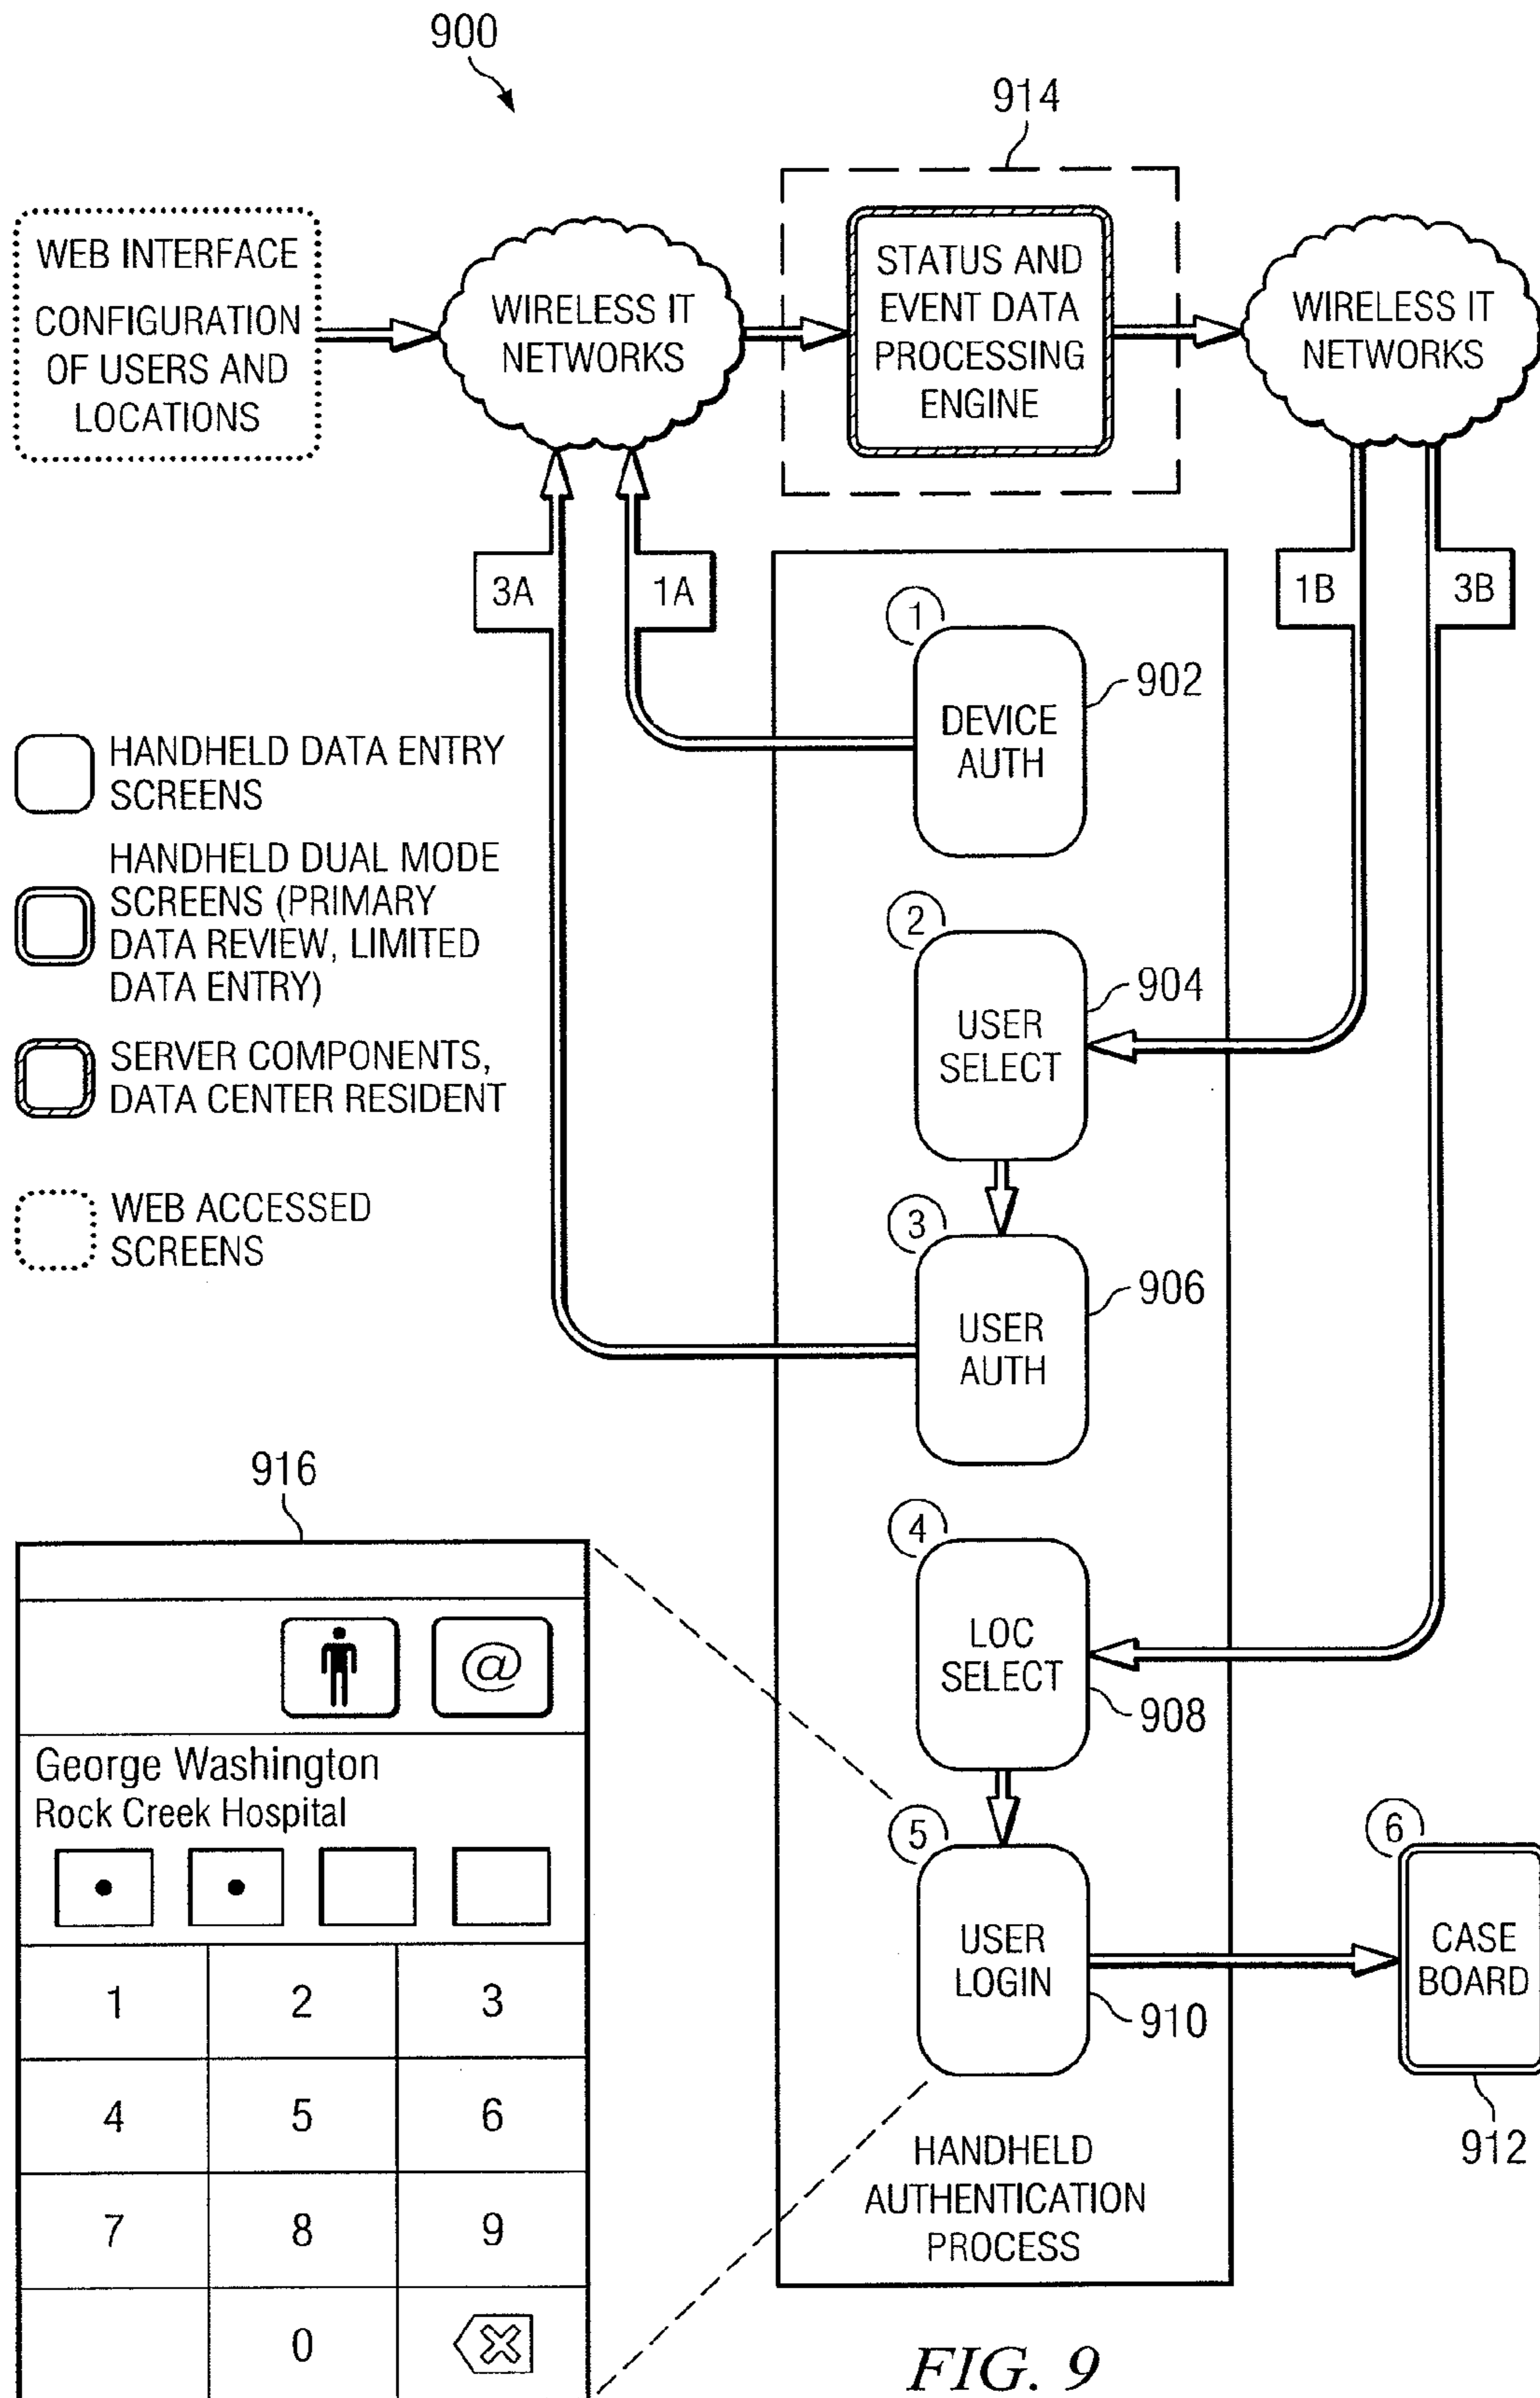 900
914
WEB INTERFACE
CONFIGURATION
OF USERS AND
LOCATIONS
WIRELESS IT
NETWORKS
STATUS AND
EVENT DATA
PROCESSING
ENGINE
WIRELESS IT
NETWORKS
3A
1A
1B
3B
1
DEVICE
AUTH
902
HANDHELD DATA ENTRY
SCREENS
HANDHELD DUAL MODE
SCREENS (PRIMARY
DATA REVIEW, LIMITED
DATA ENTRY)
SERVER COMPONENTS,
DATA CENTER RESIDENT
WEB ACCESSED
SCREENS
2
USER
SELECT
904
3
USER
AUTH
906
4
LOC
SELECT
908
5
USER
LOGIN
910
6
CASE
BOARD
912
HANDHELD
AUTHENTICATION
PROCESS
916
@
George Washington
Rock Creek Hospital
1 2 3
4 5 6
7 8 9
0
FIG. 9